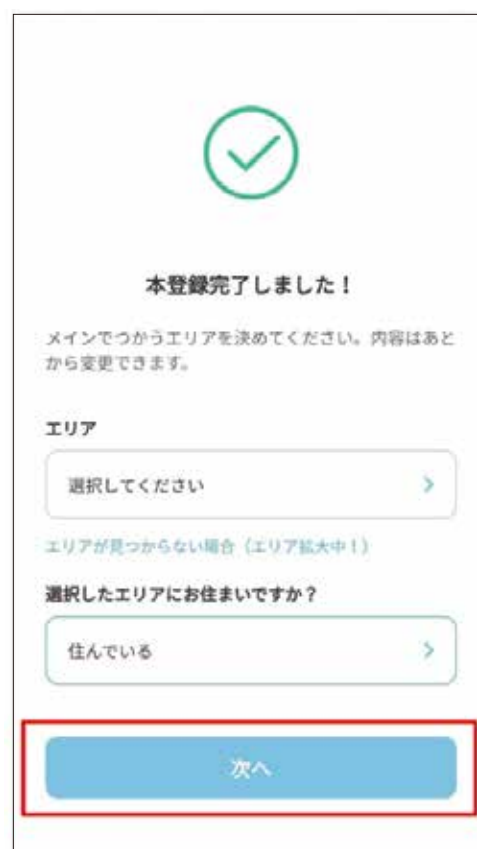 本登録完了しました！
メインでつかうエリアを決めてください。内容はあと
から変更できます。
エリア
選択してください
エリアが見つからない場合（エリア拡大中！）
選択したエリアにお住まいですか？
住んでいる
次へ